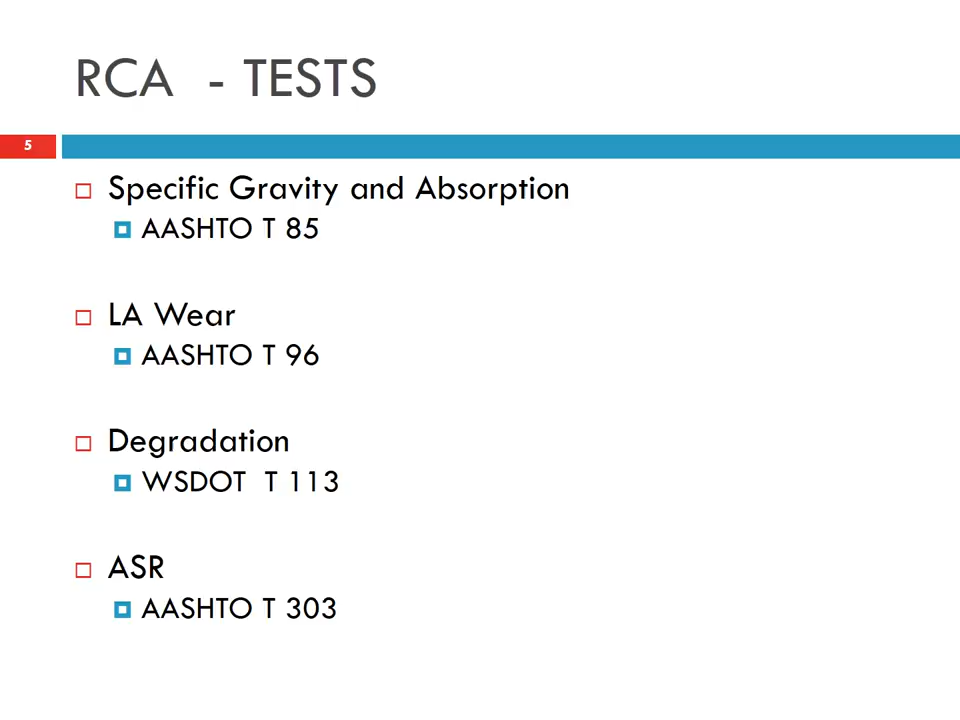 RCA - TESTS
5
Specific Gravity and Absorption
AASHTO T 85
LA Wear
AASHTO T 96
Degradation
WSDOT T 113
ASR
AASHTO T 303